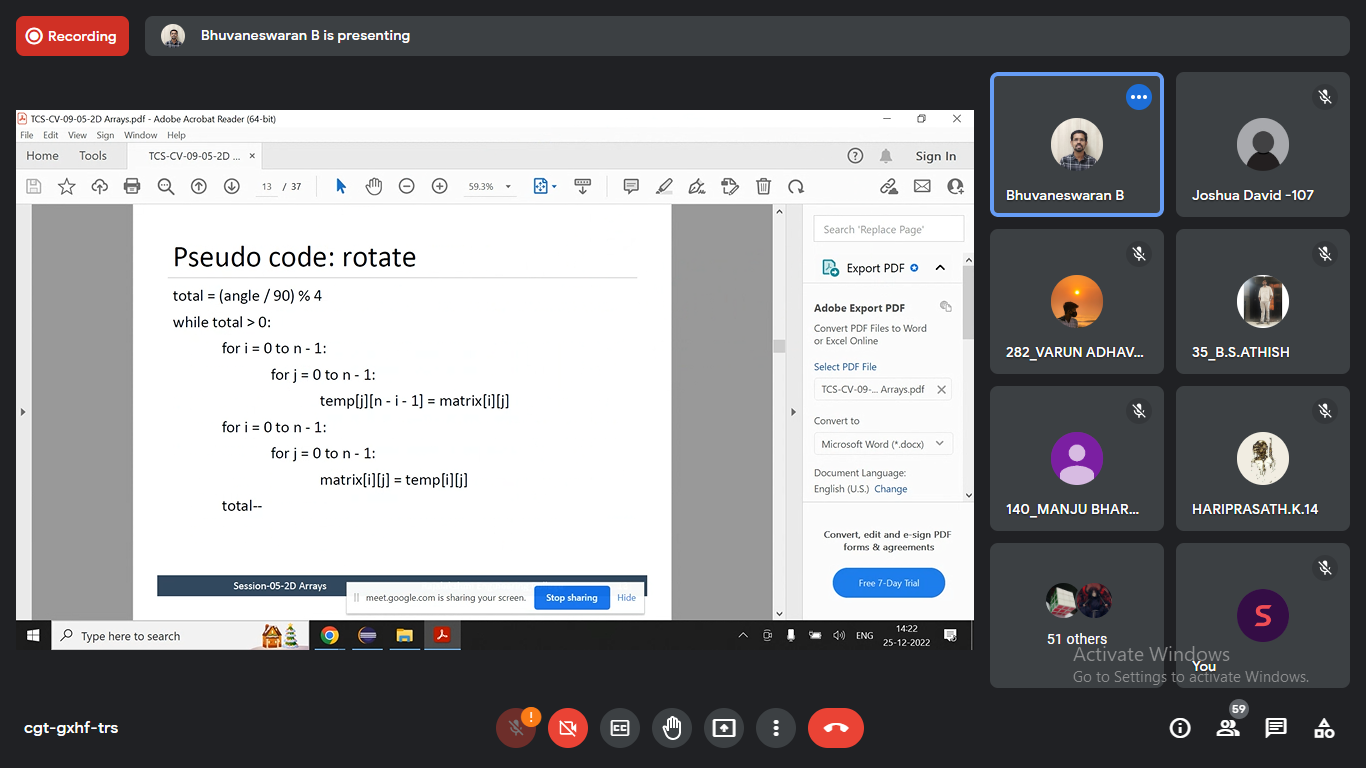 Recording
Bhuvaneswaran B is presenting
TCS-CV-09-05-2D Arrays.pdf - Adobe Acrobat Reader (64-bit)
File Edit View Sign Window Help
Home Tools TCS-CV-09-05-2D ... × Sign In
13 / 37 59.3%
Pseudo code: rotate
total = (angle / 90) % 4
while total > 0:
for i = 0 to n - 1:
for j = 0 to n - 1:
temp[j][n - i - 1] = matrix[i][j]
for i = 0 to n - 1:
for j = 0 to n - 1:
matrix[i][j] = temp[i][j]
total--
Session-05-2D Arrays
meet.google.com is sharing your screen. Stop sharing Hide
Search 'Replace Page'
Export PDF
Adobe Export PDF
Convert PDF Files to Word
or Excel Online
Select PDF File
TCS-CV-09-... Arrays.pdf
Convert to
Microsoft Word (*.docx)
Document Language:
English (U.S.) Change
Convert, edit and e-sign PDF
forms & agreements
Free 7-Day Trial
Type here to search
ENG
14:22
25-12-2022
Bhuvaneswaran B
Joshua David -107
282_VARUN ADHAV...
35_B.S.ATHISH
140_MANJU BHAR...
HARIPRASATH.K.14
51 others
S
You
Activate Windows
Go to Settings to activate Windows.
cgt-gxhf-trs
59